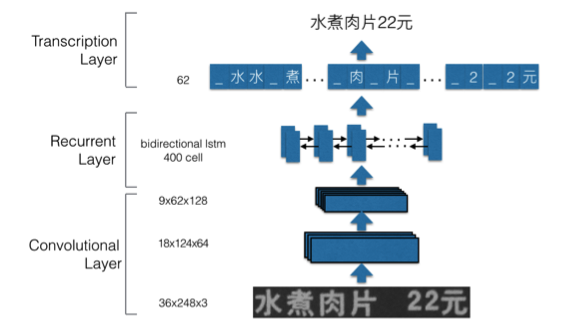 水煮肉片22元
Transcription
Layer
62
_ 水 水 _ 煮 ... _ 肉 _ 片 _ ... _ 2 _ 2 元
Recurrent
Layer
bidirectional lstm
400 cell
9x62x128
Convolutional
Layer
18x124x64
36x248x3
水煮肉片 22元